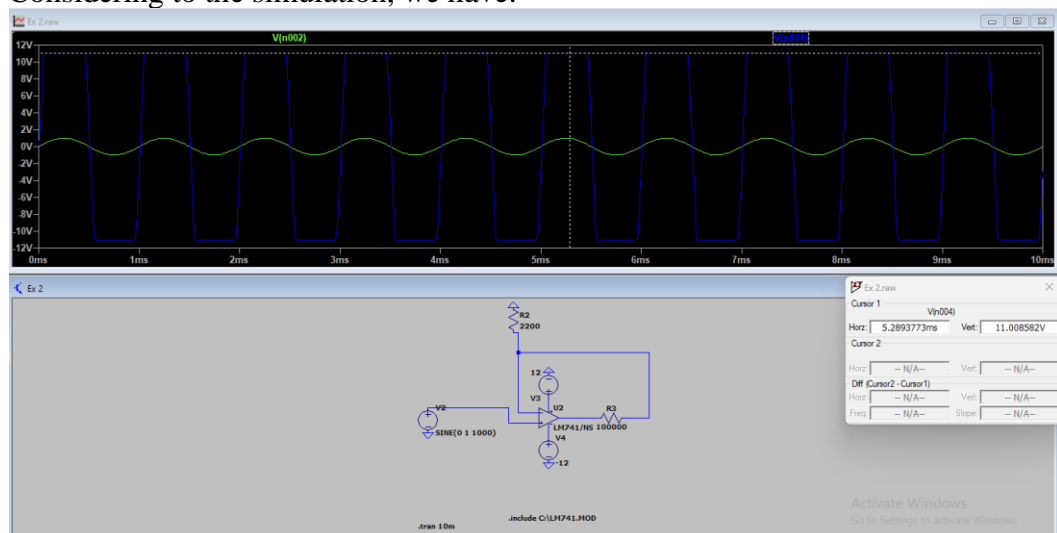 Considering to the simulation, we have:
Ex 2.raw
V(n002) V(n004)
12V
10V
8V
6V
4V
2V
0V
-2V
-4V
-6V
-8V
-10V
-12V
0ms 1ms 2ms 3ms 4ms 5ms 6ms 7ms 8ms 9ms 10ms
Ex 2
R2
2200
12
V3
U2
R3
LM741/NS 100000
V2
SINE(0 1 1000)
V4
-12
.tran 10m
.include C:\LM741.MOD
Ex 2.raw
Cursor 1
V(n004)
Horz: 5.2893773ms Vert: 11.008582V
Cursor 2
Horz: -- N/A-- Vert: -- N/A--
Diff (Cursor2 - Cursor1)
Horz: -- N/A-- Vert: -- N/A--
Freq: -- N/A-- Slope: -- N/A--
Activate Windows
Go to Settings to activate Windows.